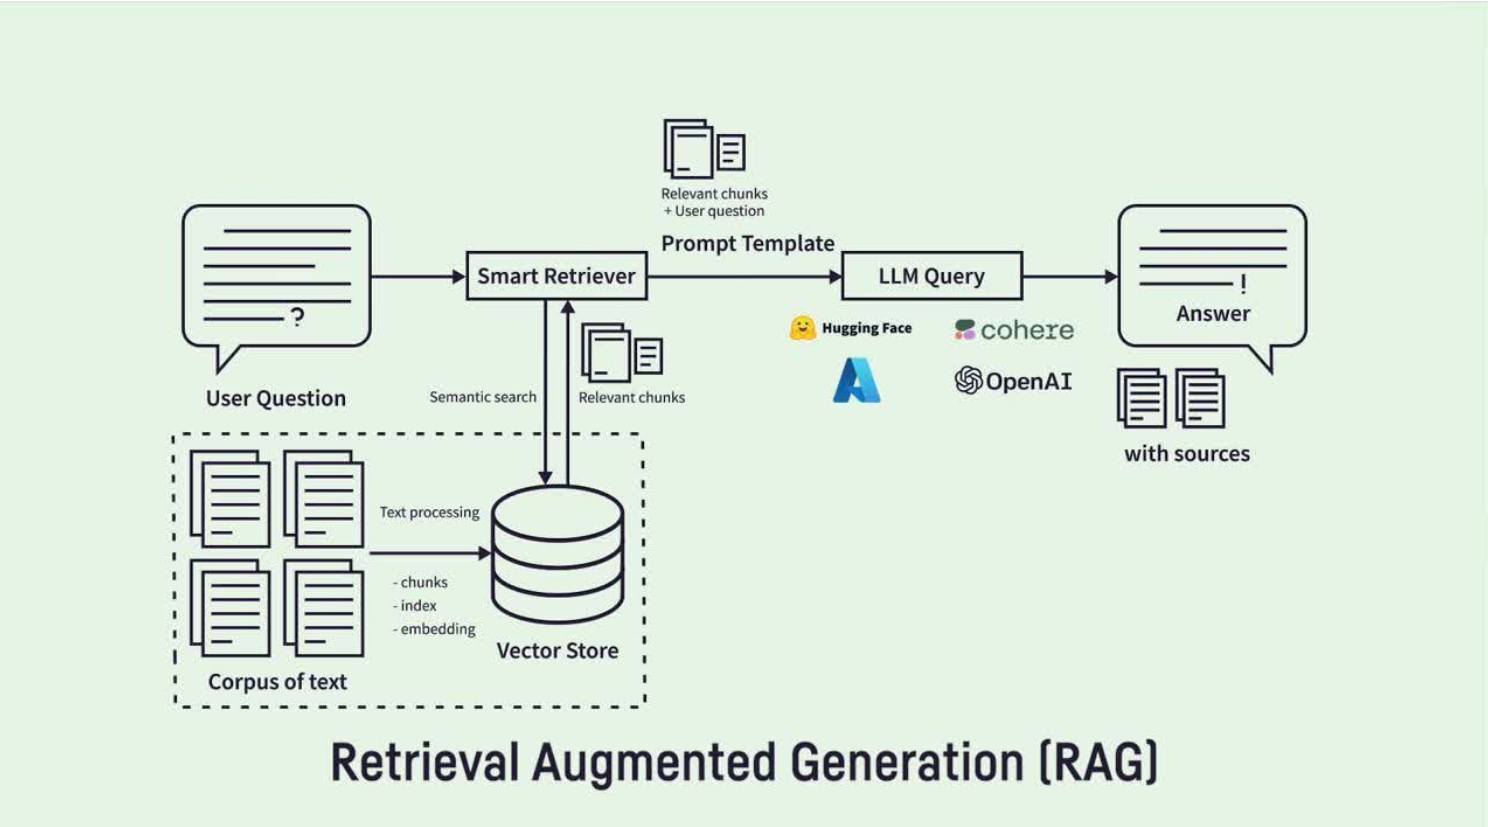 Relevant chunks
+ User question
Prompt Template
?
User Question
Smart Retriever
LLM Query
!
Answer
with sources
Hugging Face
cohere
OpenAI
Semantic search
Relevant chunks
Text processing
- chunks
- index
- embedding
Corpus of text
Vector Store
Retrieval Augmented Generation (RAG)